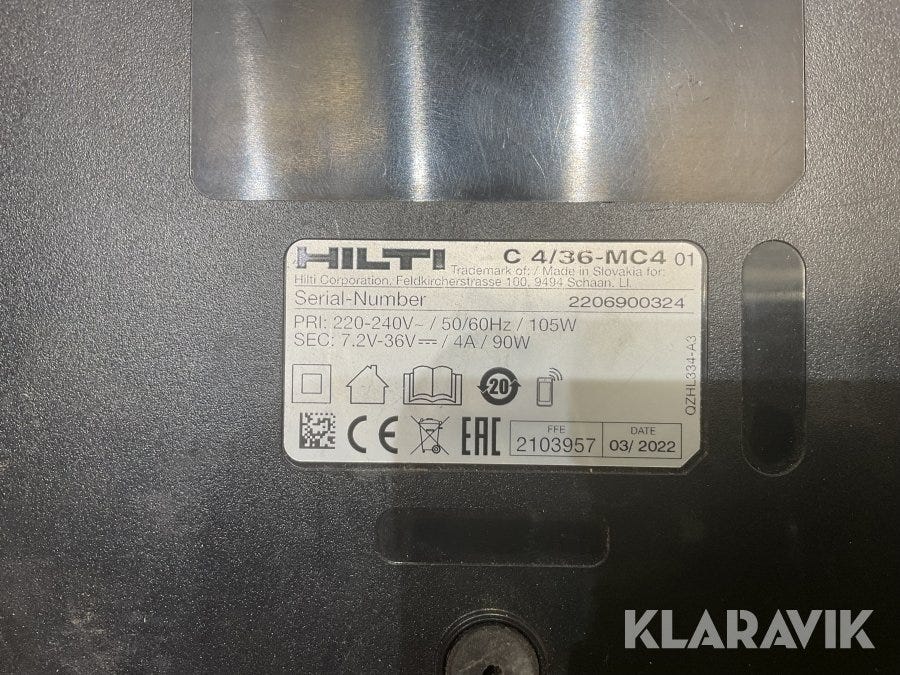 HILTI C 4/36-MC4 01
Trademark of: / Made in Slovakia for:
Hilti Corporation, Feldkircherstrasse 100, 9494 Schaan, LI.
Serial-Number 2206900324
PRI: 220-240V~ / 50/60Hz / 105W
SEC: 7.2V-36V⎓ / 4A / 90W
20
CE EAC
FFE
2103957
DATE
03/ 2022
QZHL334-A3
KLARAVIK